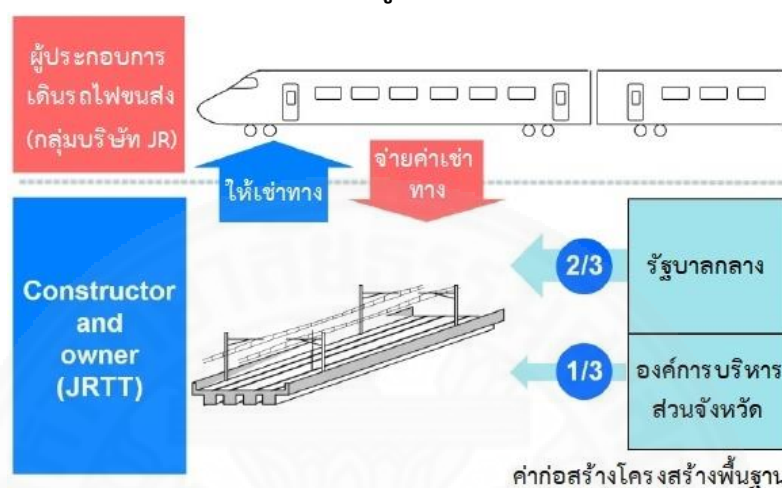 ผู้ประกอบการ
เดินรถไฟขนส่ง
(กลุ่มบริษัท JR)
ให้เช่าทาง
จ่ายค่าเช่า
ทาง
Constructor
and
owner
(JRTT)
2/3
รัฐบาลกลาง
1/3
องค์การบริหาร
ส่วนจังหวัด
ค่าก่อสร้างโครงสร้างพื้นฐาน